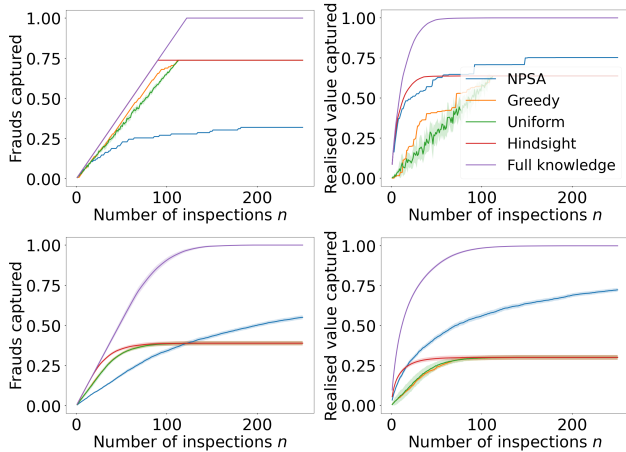 Frauds captured
1.00
0.75
0.50
0.25
0.00
0
100
200
Number of inspections n
Realised value captured
1.00
0.75
0.50
0.25
0.00
0
100
200
Number of inspections n
NPSA
Greedy
Uniform
Hindsight
Full knowledge
Frauds captured
1.00
0.75
0.50
0.25
0.00
0
100
200
Number of inspections n
Realised value captured
1.00
0.75
0.50
0.25
0.00
0
100
200
Number of inspections n